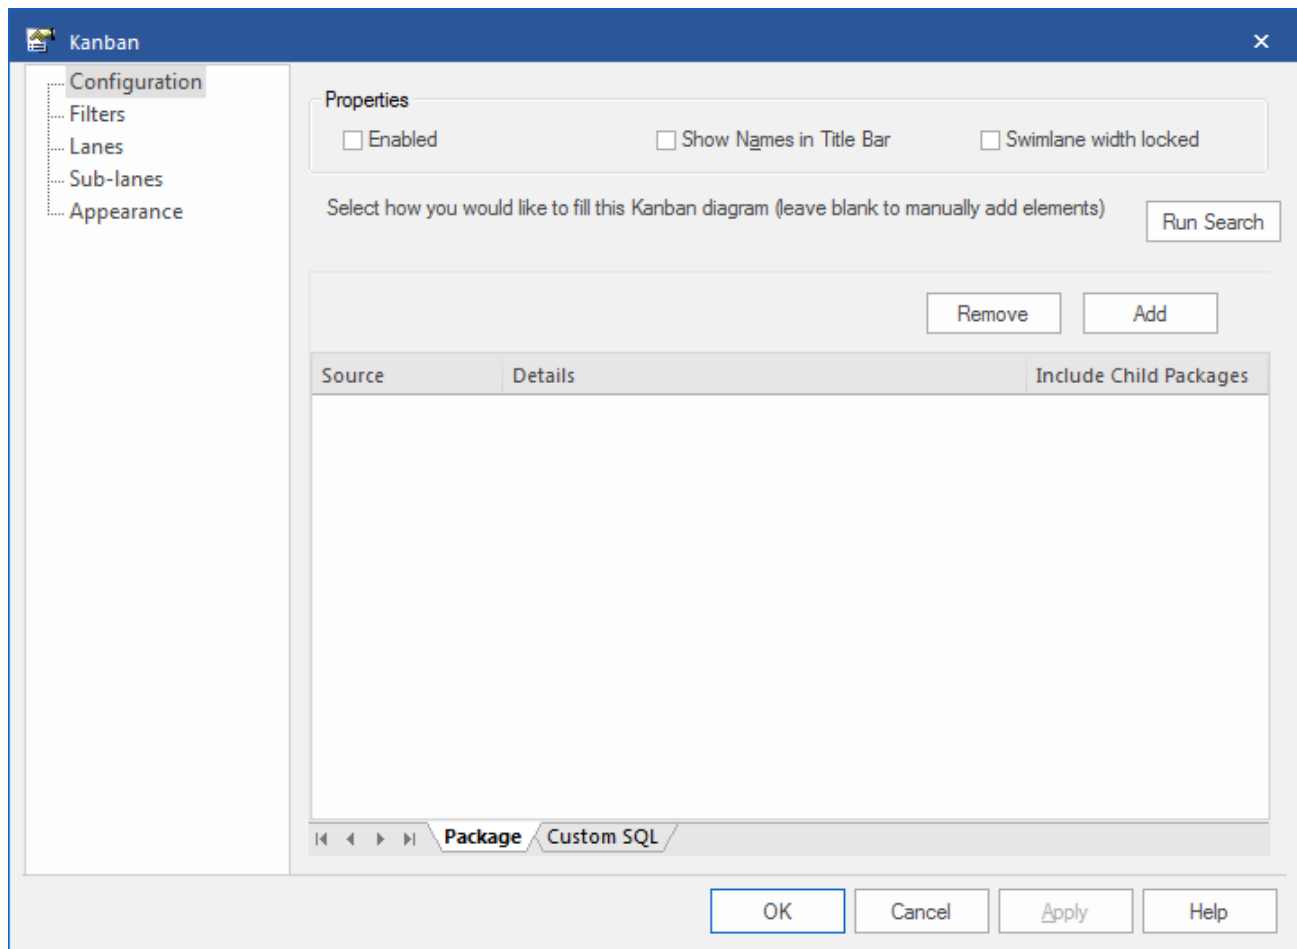 Kanban
Configuration
Filters
Lanes
Sub-lanes
Appearance
Properties
Enabled
Show Names in Title Bar
Swimlane width locked
Select how you would like to fill this Kanban diagram (leave blank to manually add elements)
Run Search
Remove
Add
Source
Details
Include Child Packages
Package
Custom SQL
OK
Cancel
Apply
Help